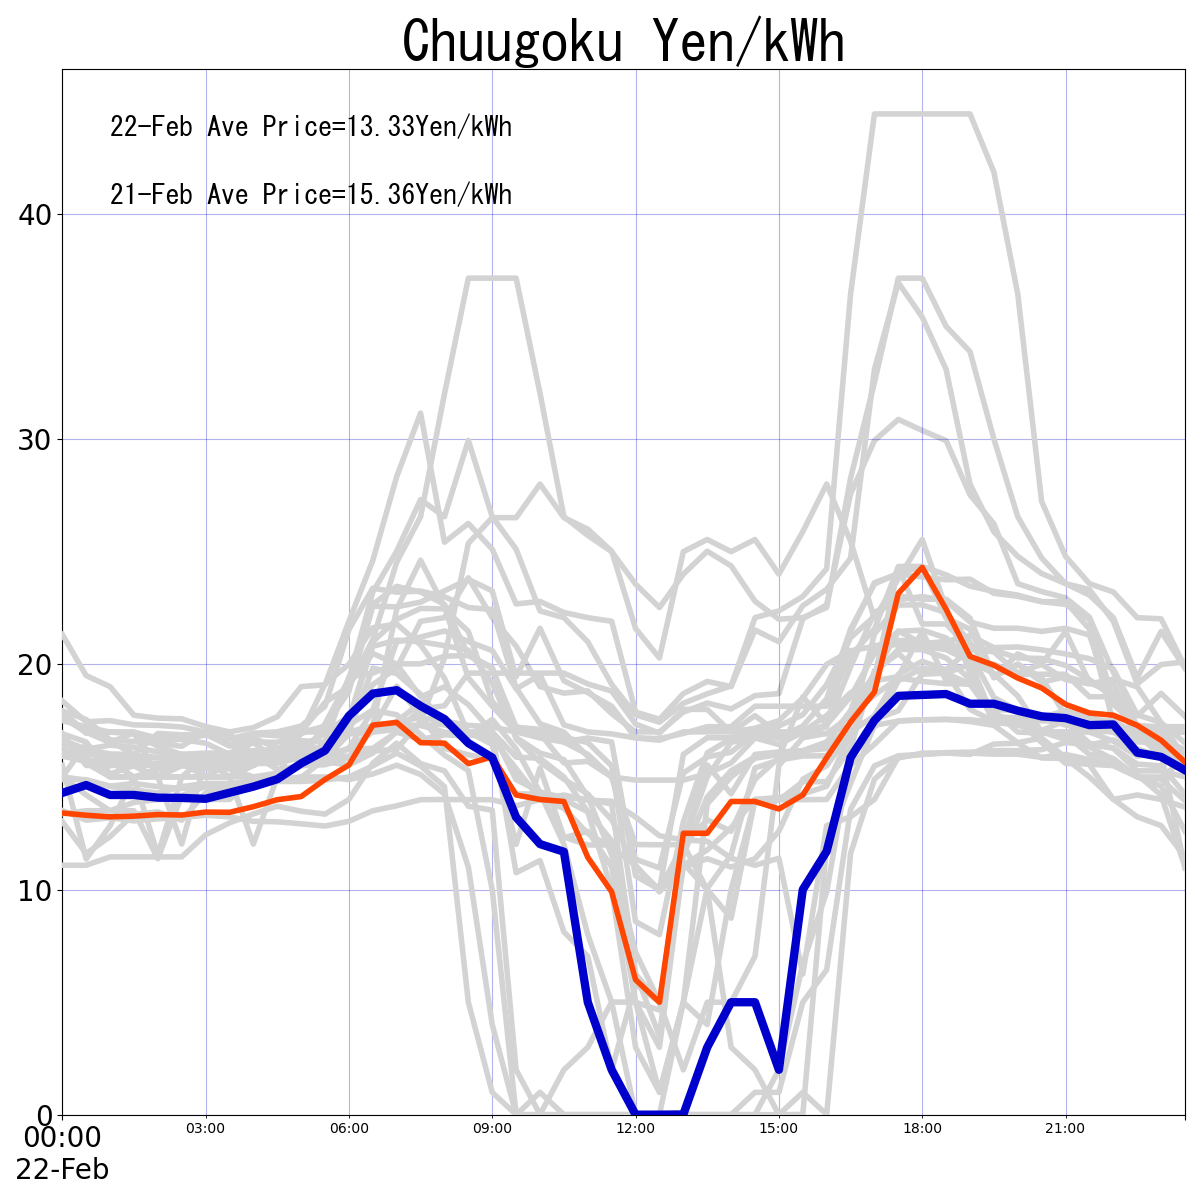 Chuugoku Yen/kWh
22-Feb Ave Price=13.33Yen/kWh
21-Feb Ave Price=15.36Yen/kWh
40
30
20
10
0
00:00 03:00 06:00 09:00 12:00 15:00 18:00 21:00
22-Feb